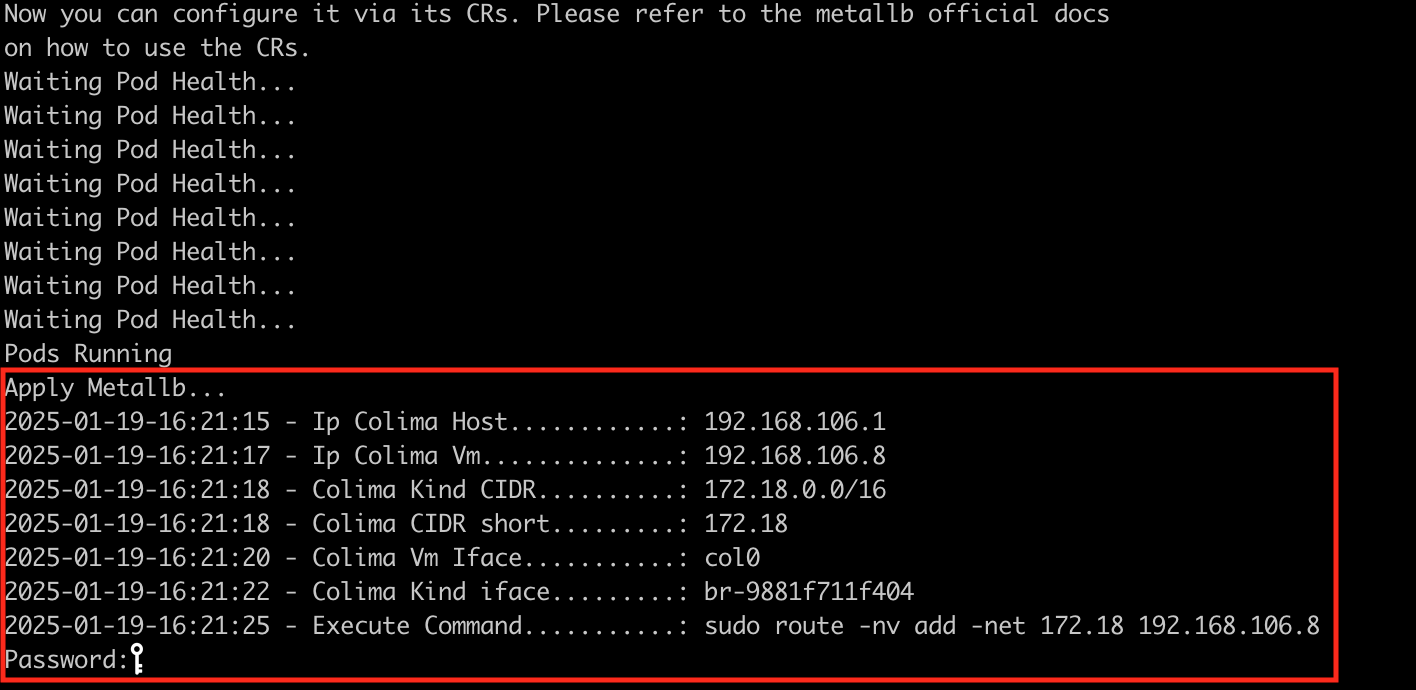 Now you can configure it via its CRs. Please refer to the metallb official docs
on how to use the CRs.
Waiting Pod Health...
Waiting Pod Health...
Waiting Pod Health...
Waiting Pod Health...
Waiting Pod Health...
Waiting Pod Health...
Waiting Pod Health...
Waiting Pod Health...
Pods Running
Apply Metallb...
2025-01-19-16:21:15 - Ip Colima Host............: 192.168.106.1
2025-01-19-16:21:17 - Ip Colima Vm..............: 192.168.106.8
2025-01-19-16:21:18 - Colima Kind CIDR..........: 172.18.0.0/16
2025-01-19-16:21:18 - Colima CIDR short.........: 172.18
2025-01-19-16:21:20 - Colima Vm Iface...........: col0
2025-01-19-16:21:22 - Colima Kind iface.........: br-9881f711f404
2025-01-19-16:21:25 - Execute Command...........: sudo route -nv add -net 172.18 192.168.106.8
Password: